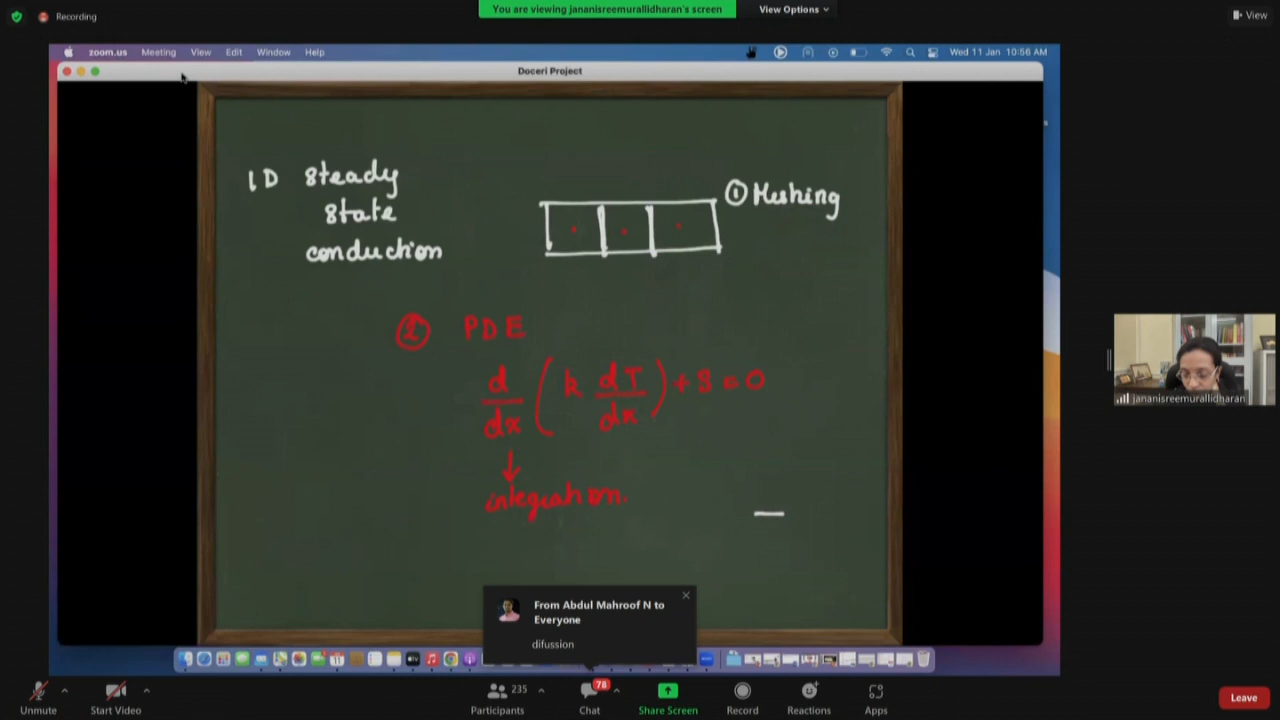 Recording
You are viewing jananisreemurallidharan's screen
View Options
View
zoom.us Meeting View Edit Window Help
Wed 11 Jan 10:56 AM
Doceri Project
1D steady
state
conduction
① Meshing
② PDE
d/dx ( k dT/dx ) + S = 0
↓
integration.
jananisreemurallidharan
From Abdul Mahroof N to
Everyone
difussion
Unmute
Start Video
Participants
235
Chat
78
Share Screen
Record
Reactions
Apps
Leave